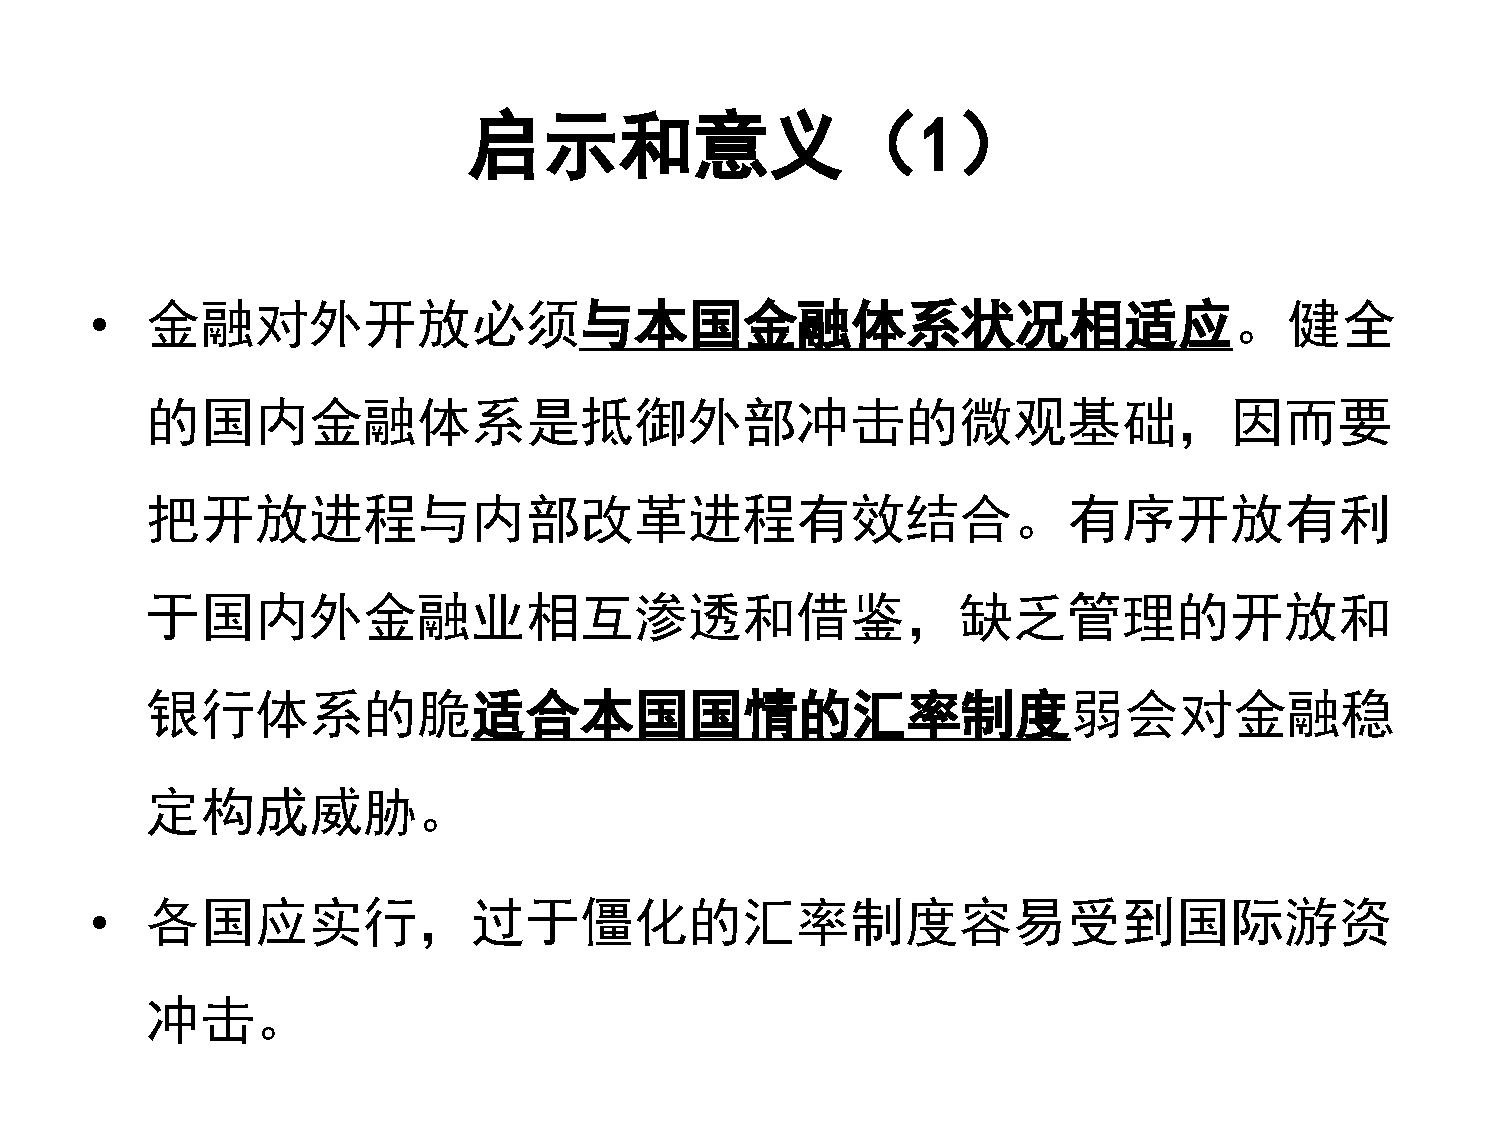 启示和意义（1）
• 金融对外开放必须与本国金融体系状况相适应。健全
的国内金融体系是抵御外部冲击的微观基础，因而要
把开放进程与内部改革进程有效结合。有序开放有利
于国内外金融业相互渗透和借鉴，缺乏管理的开放和
银行体系的脆适合本国国情的汇率制度弱会对金融稳
定构成威胁。
• 各国应实行，过于僵化的汇率制度容易受到国际游资
冲击。